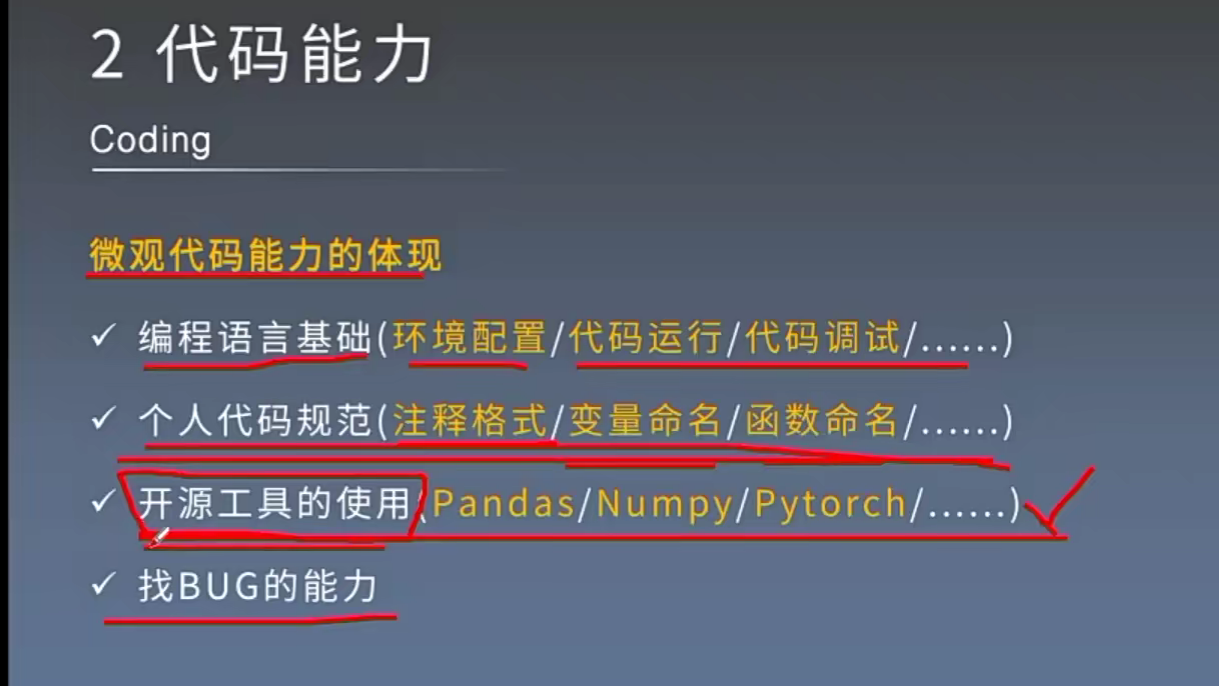 2 代码能力
Coding
微观代码能力的体现
✓ 编程语言基础(环境配置/代码运行/代码调试/......)
✓ 个人代码规范(注释格式/变量命名/函数命名/......)
✓ 开源工具的使用(Pandas/Numpy/Pytorch/......)
✓ 找BUG的能力